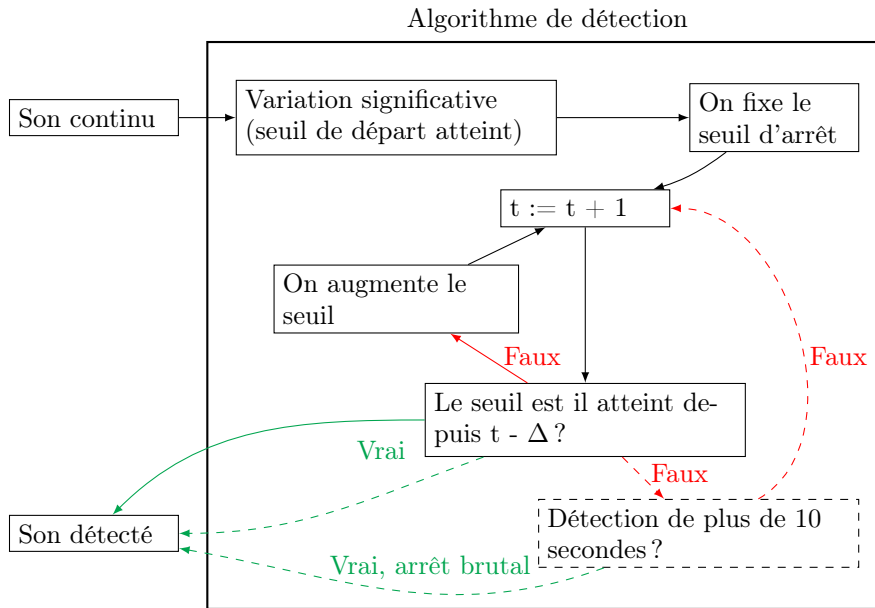 Algorithme de détection
Son continu
Variation significative
(seuil de départ atteint)
On fixe le
seuil d'arrêt
t := t + 1
On augmente le
seuil
Faux
Faux
Le seuil est il atteint de-
puis t - Δ ?
Vrai
Faux
Son détecté
Détection de plus de 10
secondes ?
Vrai, arrêt brutal